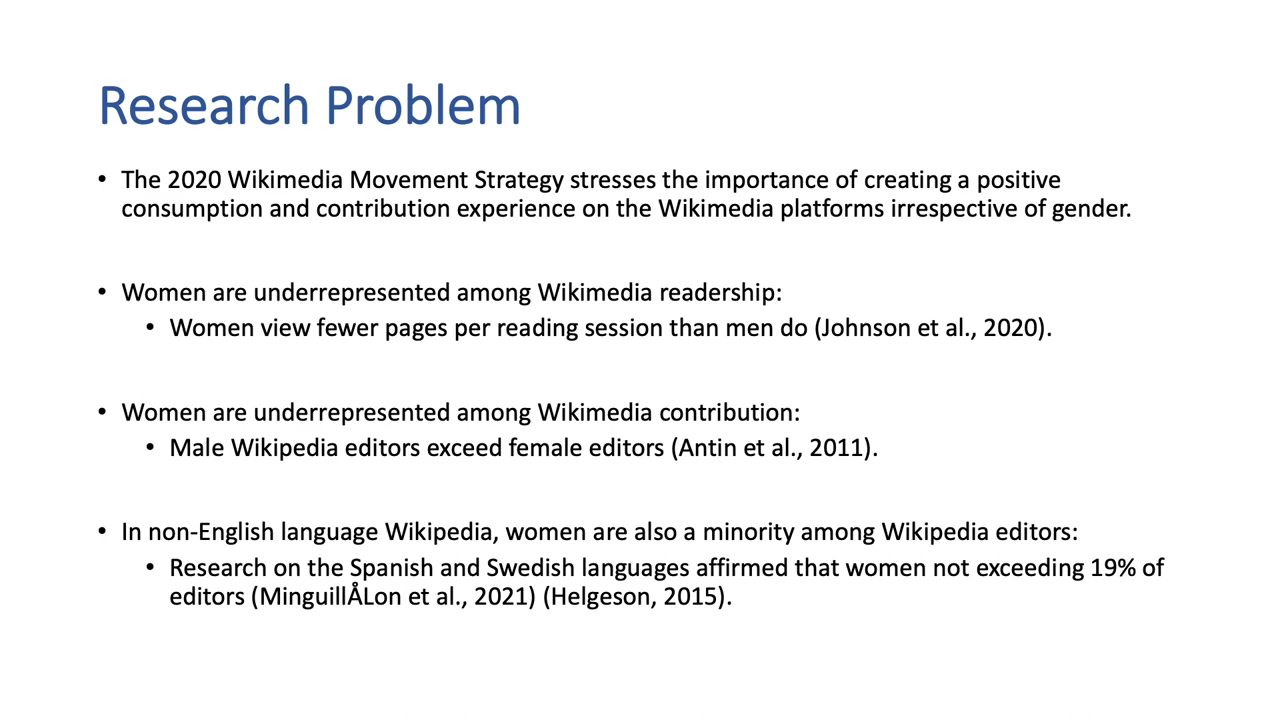 Research Problem
• The 2020 Wikimedia Movement Strategy stresses the importance of creating a positive
consumption and contribution experience on the Wikimedia platforms irrespective of gender.
• Women are underrepresented among Wikimedia readership:
• Women view fewer pages per reading session than men do (Johnson et al., 2020).
• Women are underrepresented among Wikimedia contribution:
• Male Wikipedia editors exceed female editors (Antin et al., 2011).
• In non-English language Wikipedia, women are also a minority among Wikipedia editors:
• Research on the Spanish and Swedish languages affirmed that women not exceeding 19% of
editors (MinguillÅLon et al., 2021) (Helgeson, 2015).